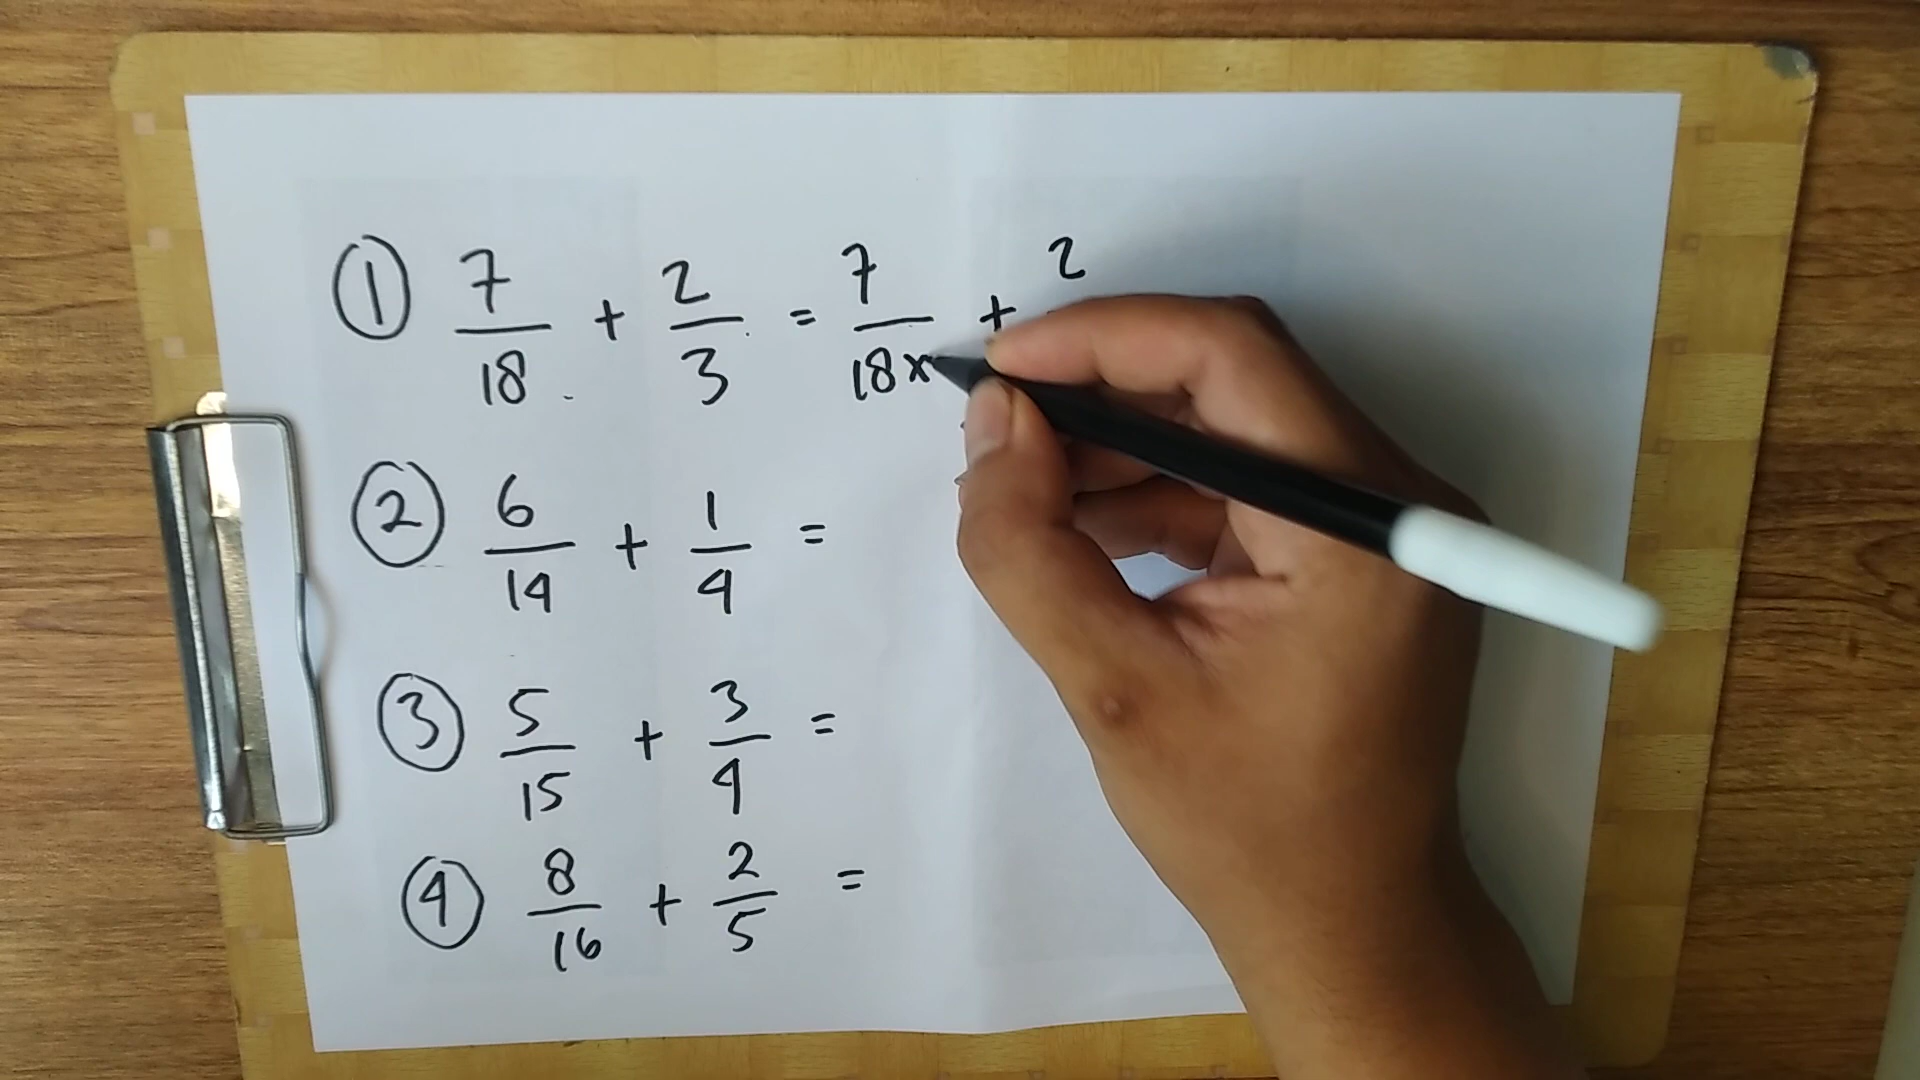 ① 7/18 + 2/3 = 7/18x + 2
② 6/14 + 1/4 =
③ 5/15 + 3/4 =
④ 8/16 + 2/5 =